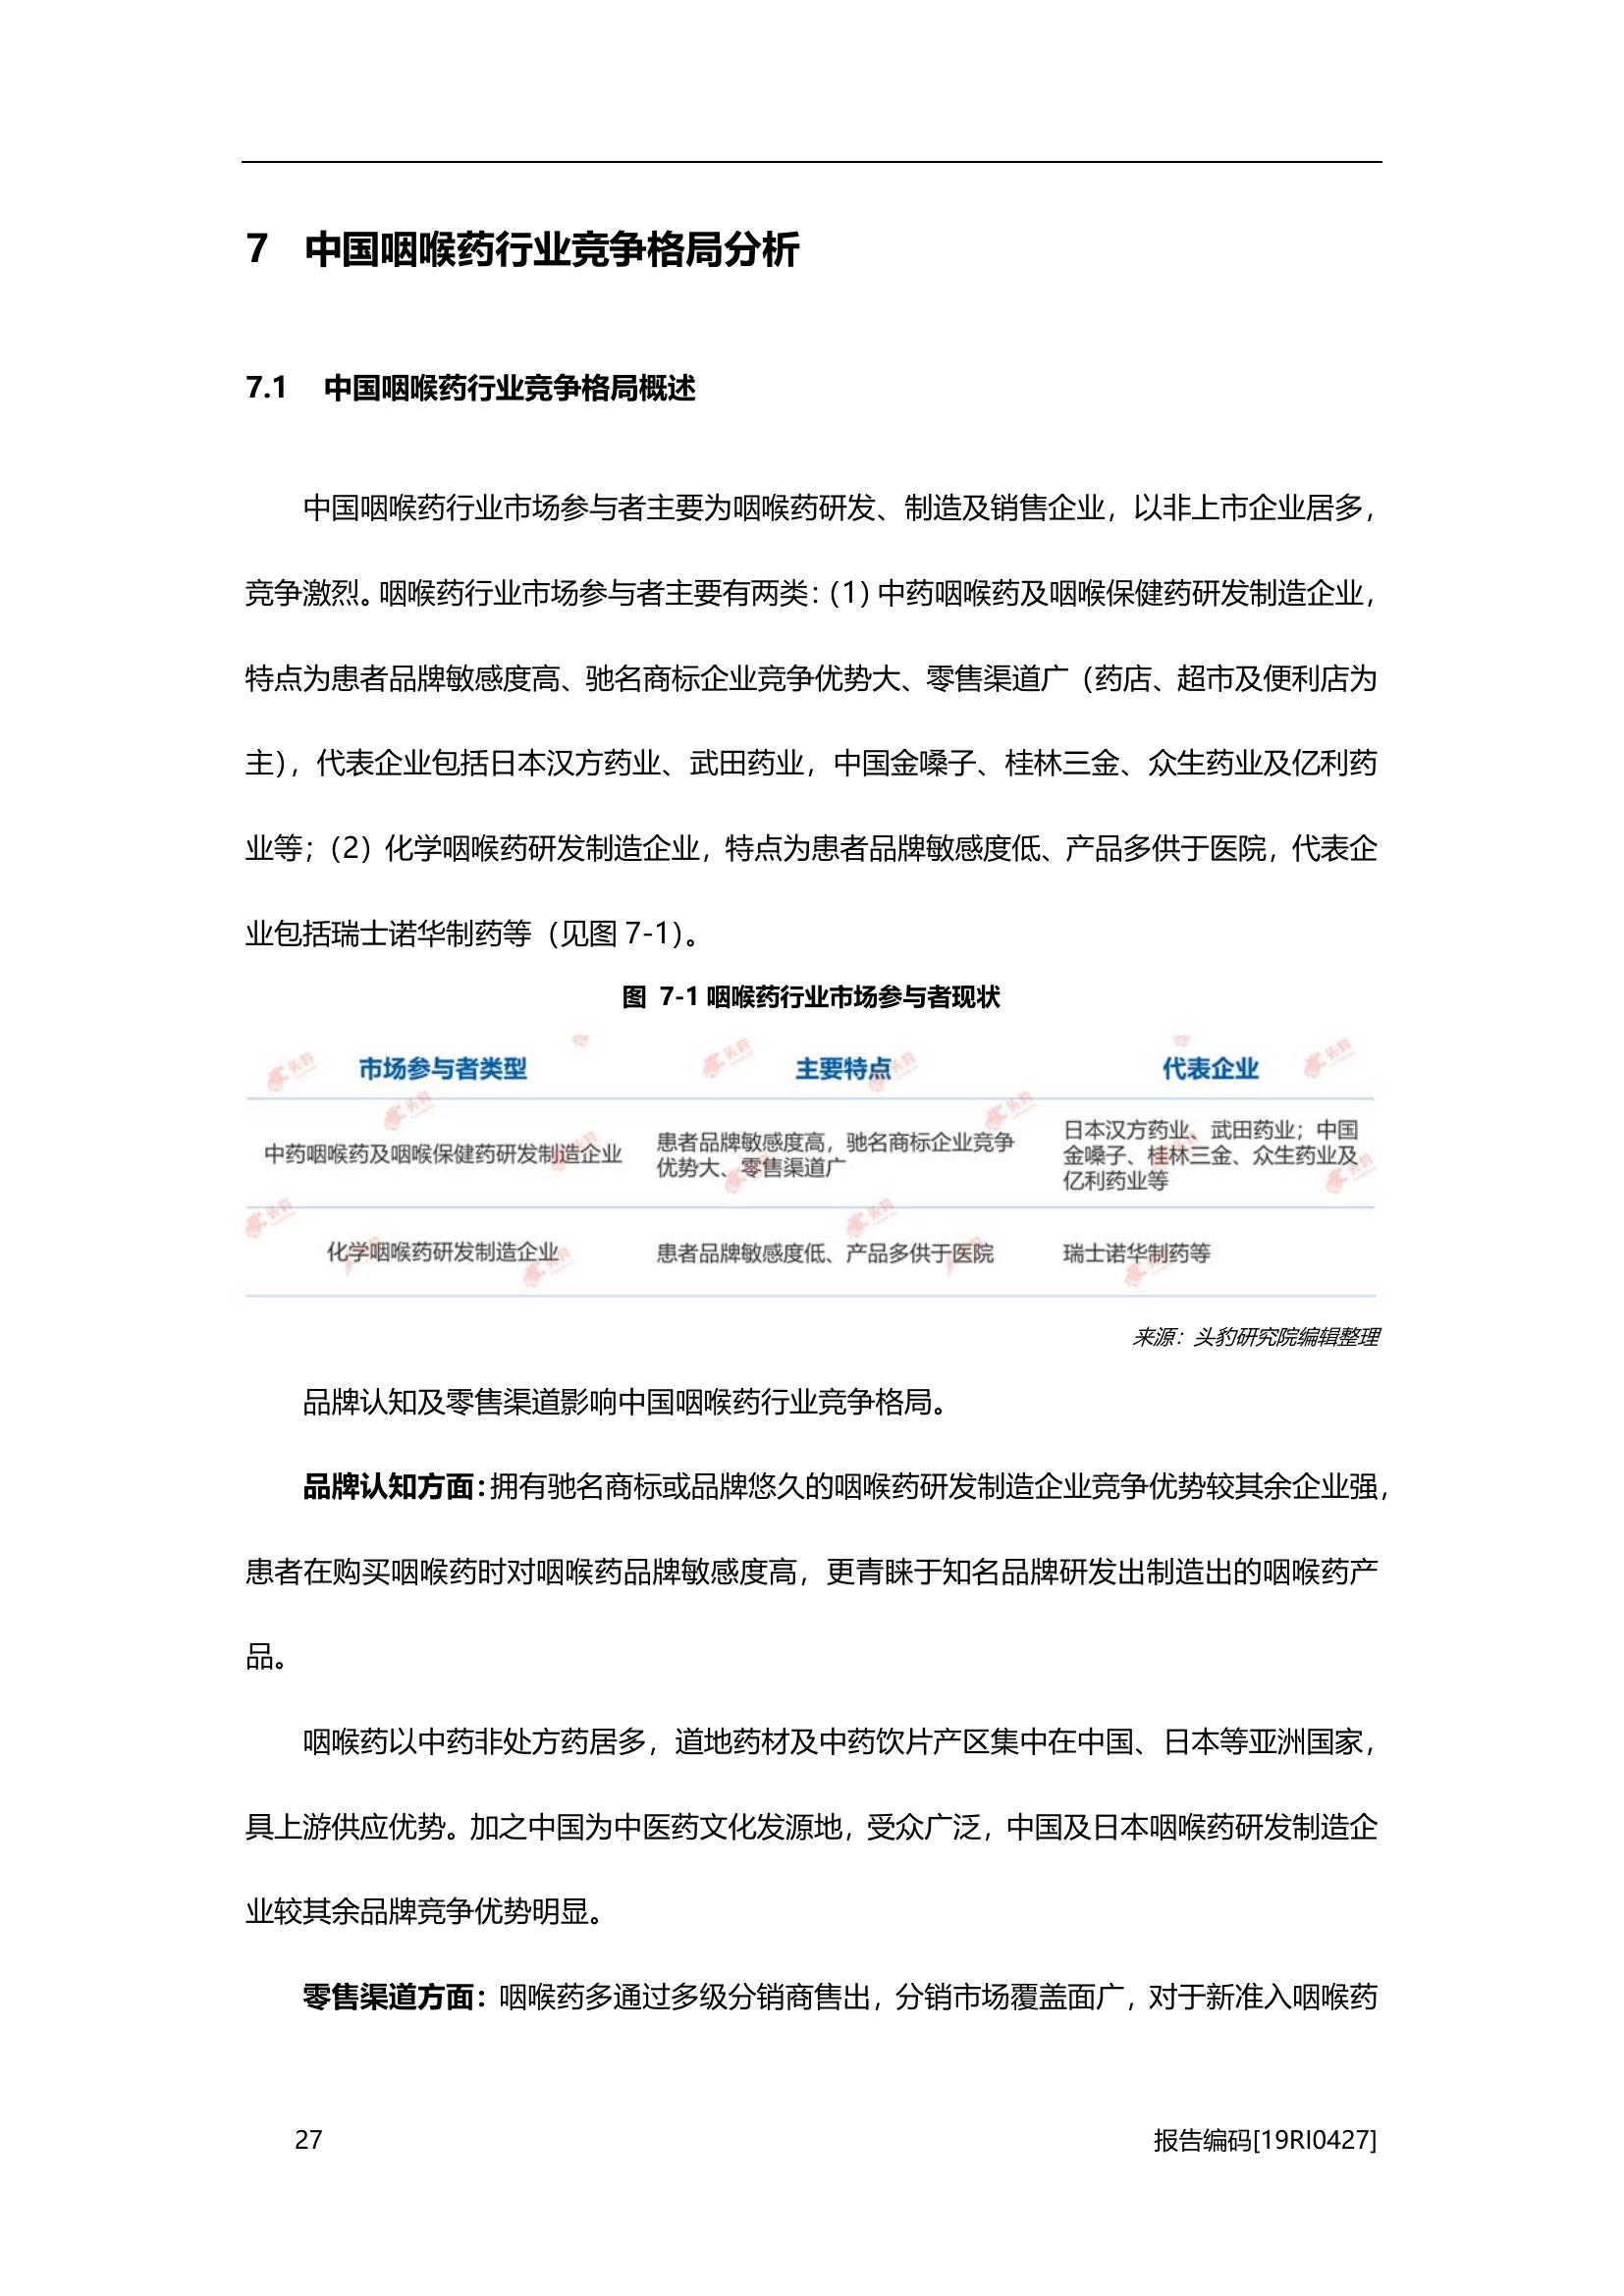 7 中国咽喉药行业竞争格局分析
7.1 中国咽喉药行业竞争格局概述
中国咽喉药行业市场参与者主要为咽喉药研发、制造及销售企业，以非上市企业居多，
竞争激烈。咽喉药行业市场参与者主要有两类：（1）中药咽喉药及咽喉保健药研发制造企业，
特点为患者品牌敏感度高、驰名商标企业竞争优势大、零售渠道广（药店、超市及便利店为
主），代表企业包括日本汉方药业、武田药业，中国金嗓子、桂林三金、众生药业及亿利药
业等；（2）化学咽喉药研发制造企业，特点为患者品牌敏感度低、产品多供于医院，代表企
业包括瑞士诺华制药等（见图 7-1）。
图 7-1 咽喉药行业市场参与者现状
市场参与者类型 主要特点 代表企业
中药咽喉药及咽喉保健药研发制造企业
患者品牌敏感度高，驰名商标企业竞争
优势大、零售渠道广
日本汉方药业、武田药业；中国
金嗓子、桂林三金、众生药业及
亿利药业等
化学咽喉药研发制造企业 患者品牌敏感度低、产品多供于医院 瑞士诺华制药等
来源：头豹研究院编辑整理
品牌认知及零售渠道影响中国咽喉药行业竞争格局。
品牌认知方面：拥有驰名商标或品牌悠久的咽喉药研发制造企业竞争优势较其余企业强，
患者在购买咽喉药时对咽喉药品牌敏感度高，更青睐于知名品牌研发出制造出的咽喉药产
品。
咽喉药以中药非处方药居多，道地药材及中药饮片产区集中在中国、日本等亚洲国家，
具上游供应优势。加之中国为中医药文化发源地，受众广泛，中国及日本咽喉药研发制造企
业较其余品牌竞争优势明显。
零售渠道方面：咽喉药多通过多级分销商售出，分销市场覆盖面广，对于新准入咽喉药
27 报告编码[19RI0427]